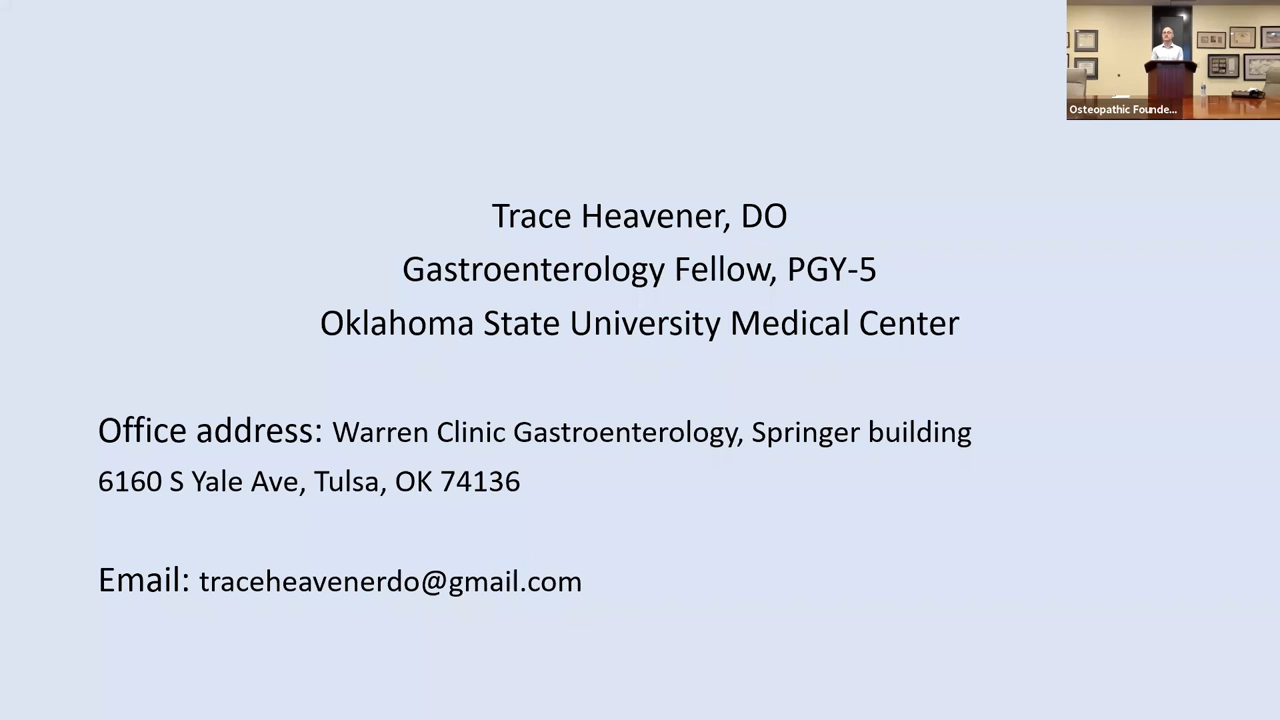 Osteopathic Founde...
Trace Heavener, DO
Gastroenterology Fellow, PGY-5
Oklahoma State University Medical Center
Office address: Warren Clinic Gastroenterology, Springer building
6160 S Yale Ave, Tulsa, OK 74136
Email: traceheavenerdo@gmail.com